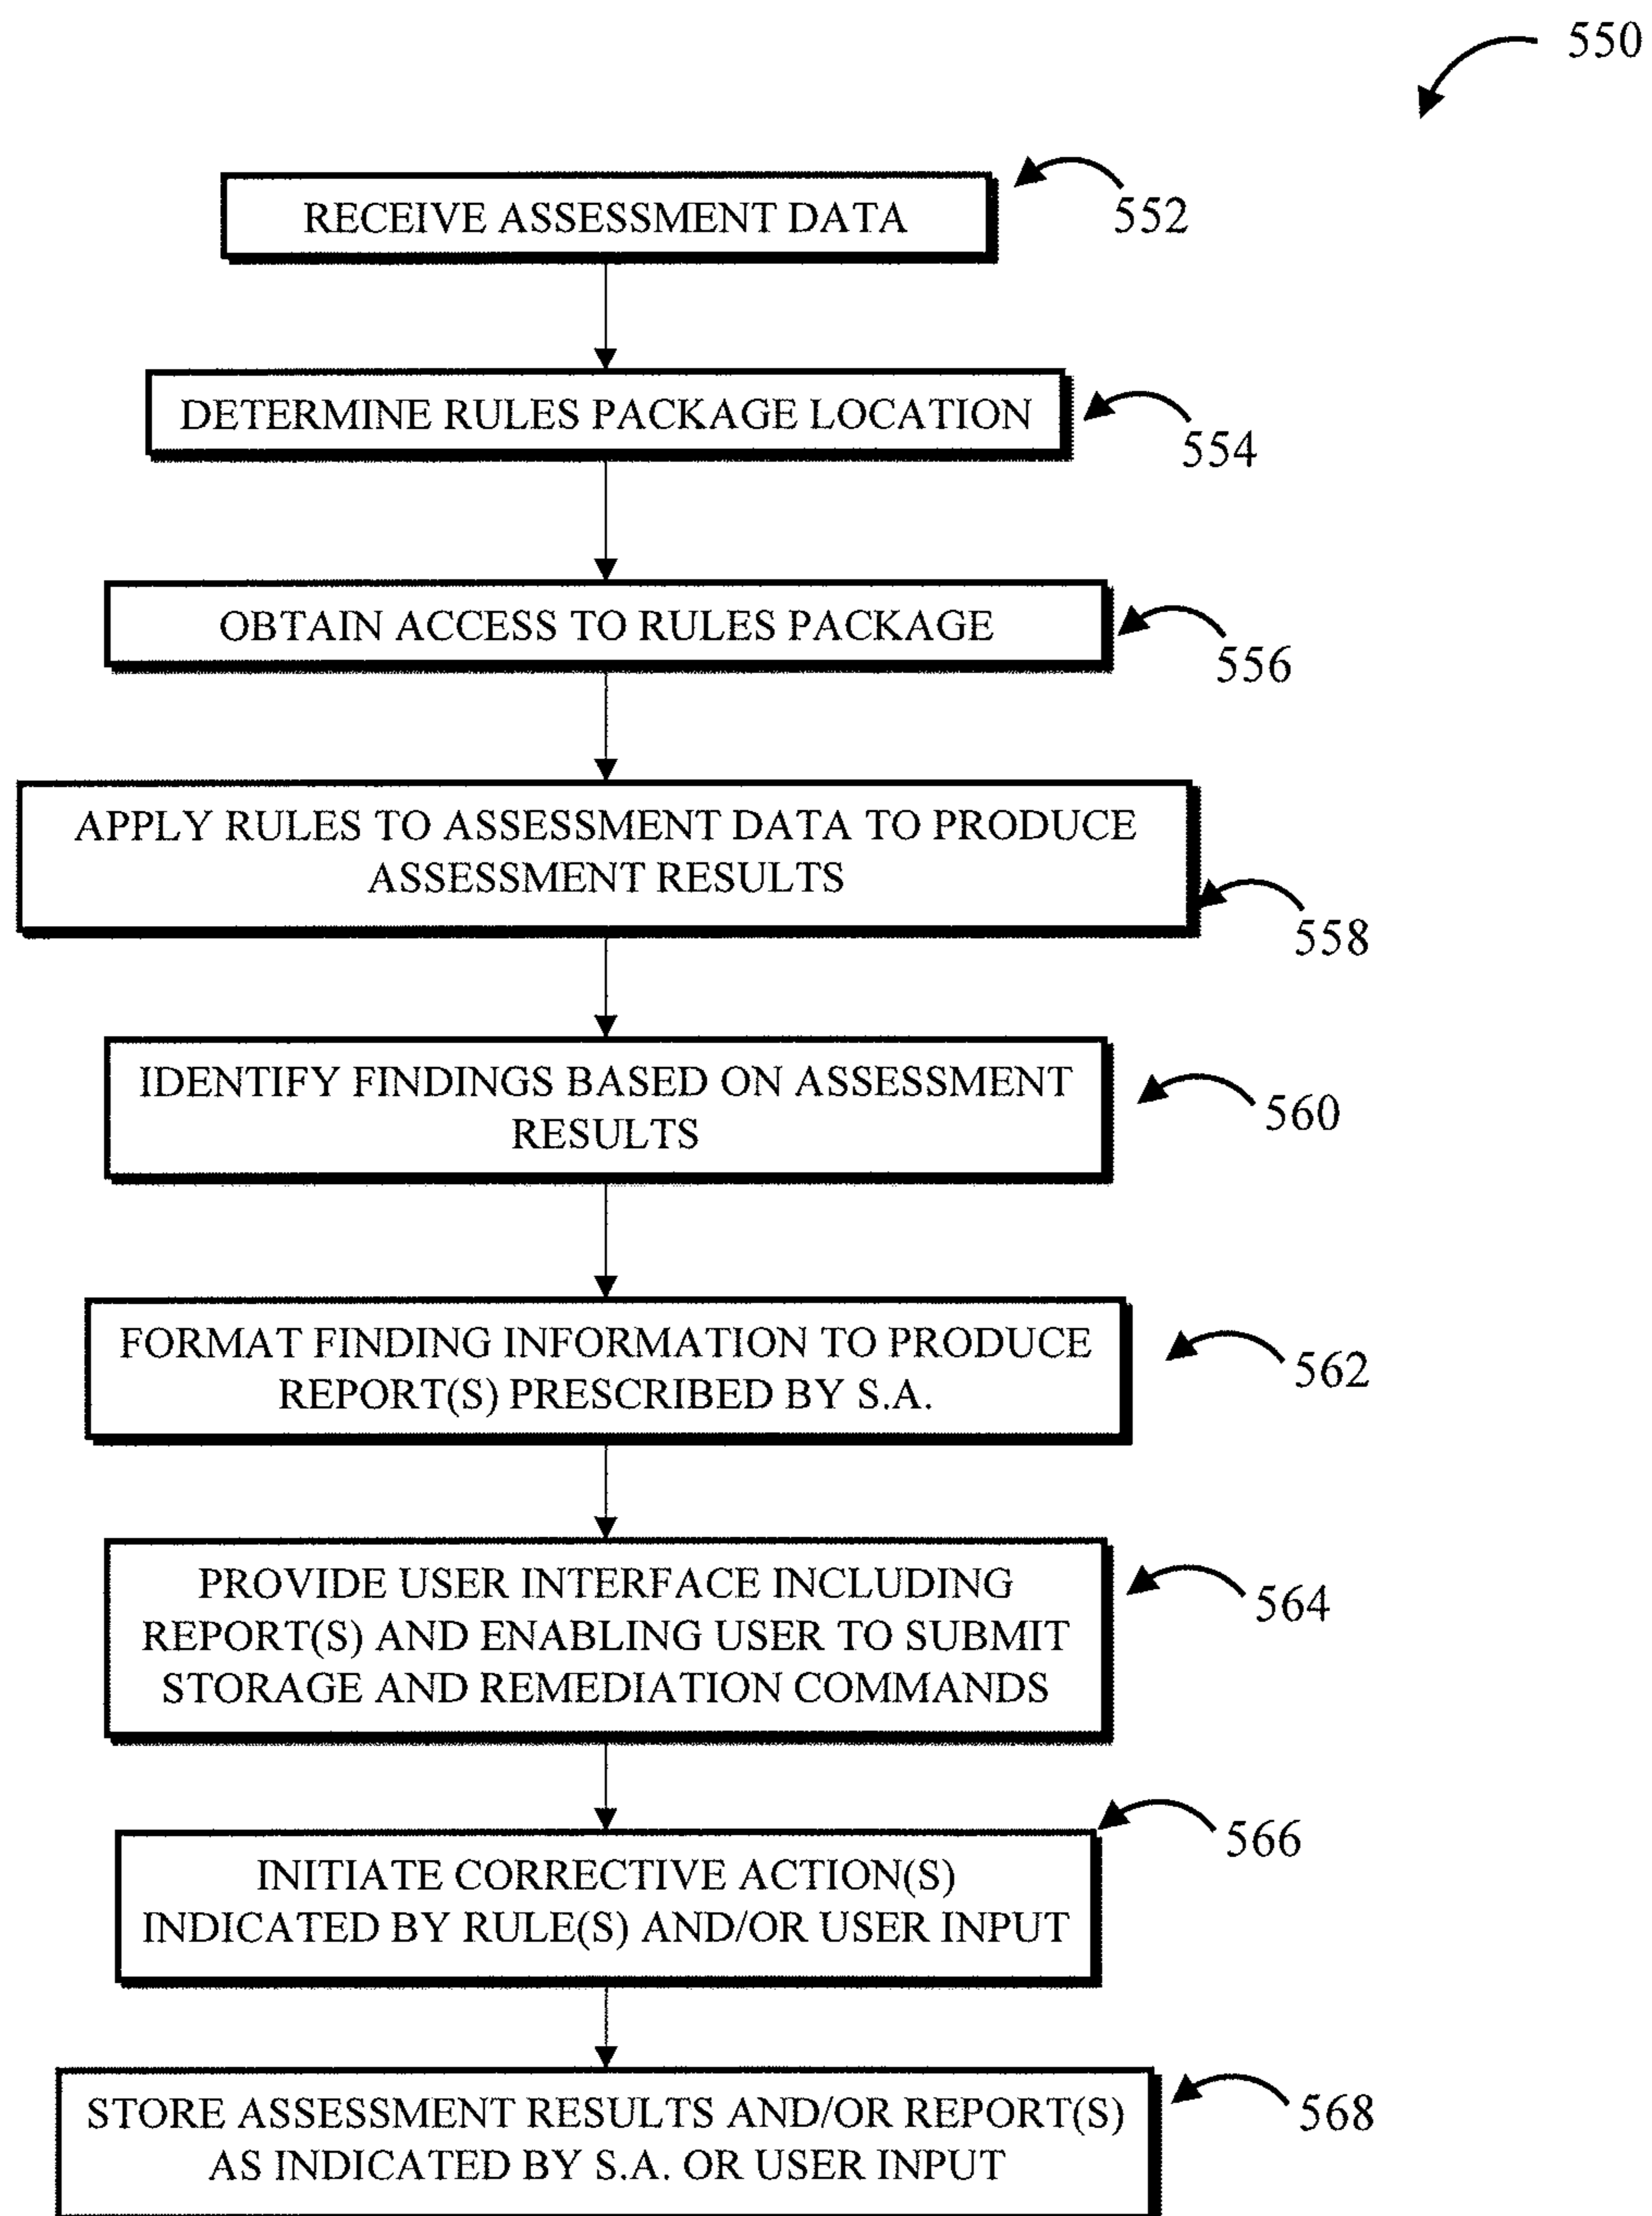 550
RECEIVE ASSESSMENT DATA
552
DETERMINE RULES PACKAGE LOCATION
554
OBTAIN ACCESS TO RULES PACKAGE
556
APPLY RULES TO ASSESSMENT DATA TO PRODUCE
ASSESSMENT RESULTS
558
IDENTIFY FINDINGS BASED ON ASSESSMENT
RESULTS
560
FORMAT FINDING INFORMATION TO PRODUCE
REPORT(S) PRESCRIBED BY S.A.
562
PROVIDE USER INTERFACE INCLUDING
REPORT(S) AND ENABLING USER TO SUBMIT
STORAGE AND REMEDIATION COMMANDS
564
INITIATE CORRECTIVE ACTION(S)
INDICATED BY RULE(S) AND/OR USER INPUT
566
STORE ASSESSMENT RESULTS AND/OR REPORT(S)
AS INDICATED BY S.A. OR USER INPUT
568